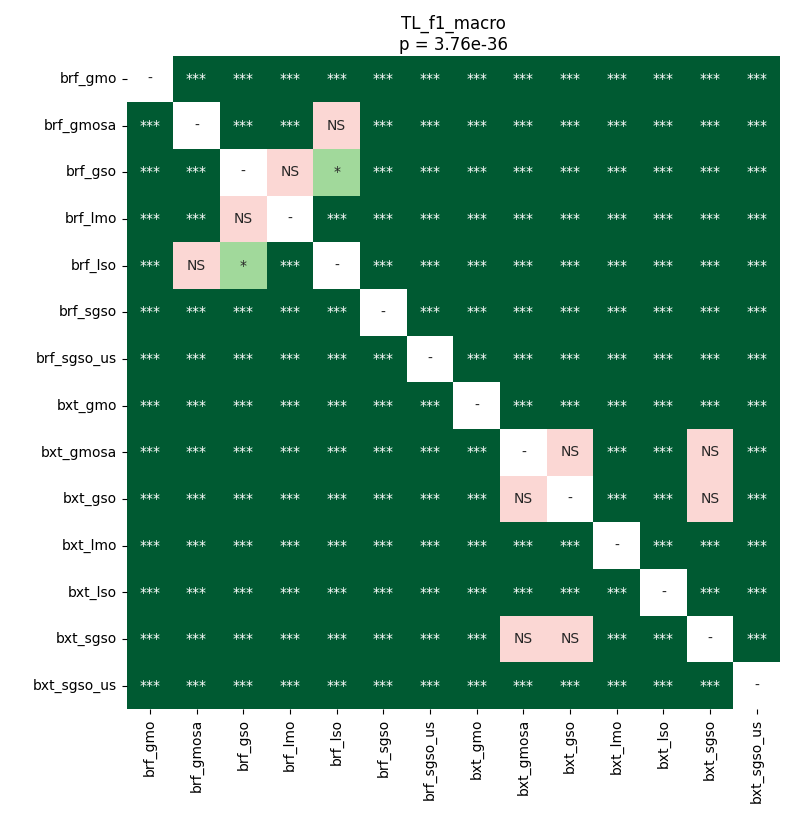 TL_f1_macro
p = 3.76e-36
brf_gmo - *** *** *** *** *** *** *** *** *** *** *** *** ***
brf_gmosa *** - *** *** NS *** *** *** *** *** *** *** *** ***
brf_gso *** *** - NS * *** *** *** *** *** *** *** *** ***
brf_lmo *** *** NS - *** *** *** *** *** *** *** *** *** ***
brf_lso *** NS * *** - *** *** *** *** *** *** *** *** ***
brf_sgso *** *** *** *** *** - *** *** *** *** *** *** *** ***
brf_sgso_us *** *** *** *** *** *** - *** *** *** *** *** *** ***
bxt_gmo *** *** *** *** *** *** *** - *** *** *** *** *** ***
bxt_gmosa *** *** *** *** *** *** *** *** - NS *** *** NS ***
bxt_gso *** *** *** *** *** *** *** *** NS - *** *** NS ***
bxt_lmo *** *** *** *** *** *** *** *** *** *** - *** *** ***
bxt_lso *** *** *** *** *** *** *** *** *** *** *** - *** ***
bxt_sgso *** *** *** *** *** *** *** *** NS NS *** *** - ***
bxt_sgso_us *** *** *** *** *** *** *** *** *** *** *** *** *** -
brf_gmo
brf_gmosa
brf_gso
brf_lmo
brf_lso
brf_sgso
brf_sgso_us
bxt_gmo
bxt_gmosa
bxt_gso
bxt_lmo
bxt_lso
bxt_sgso
bxt_sgso_us